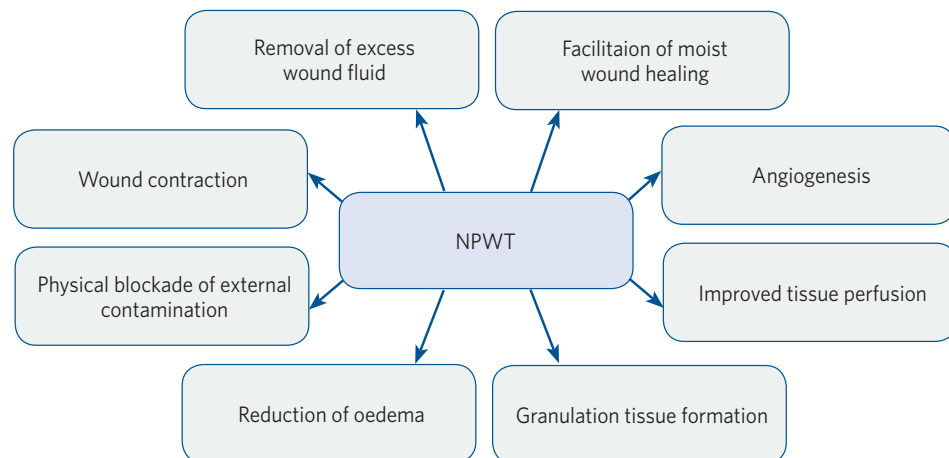 Removal of excess
wound fluid
Facilitaion of moist
wound healing
Wound contraction
Angiogenesis
NPWT
Physical blockade of external
contamination
Improved tissue perfusion
Reduction of oedema
Granulation tissue formation